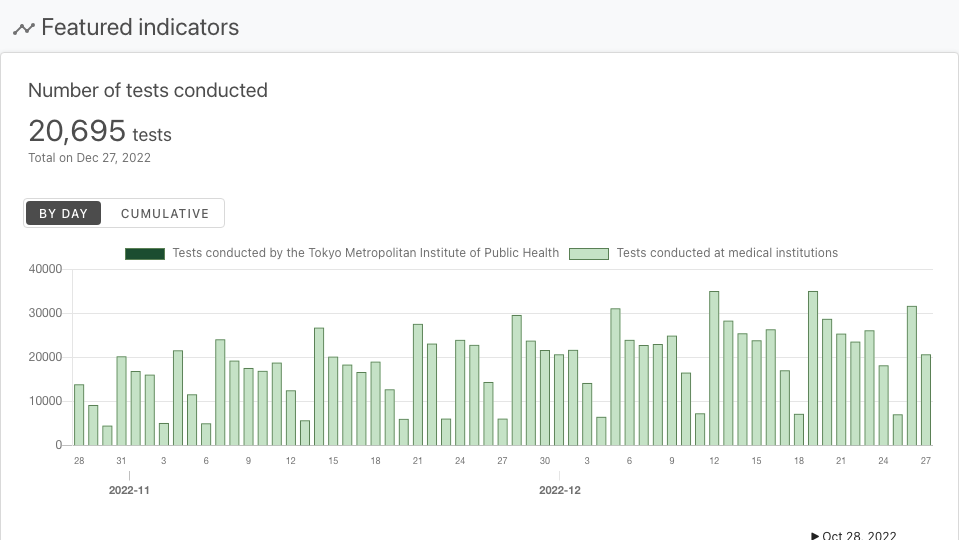 Featured indicators
Number of tests conducted
20,695 tests
Total on Dec 27, 2022
BY DAY CUMULATIVE
Tests conducted by the Tokyo Metropolitan Institute of Public Health Tests conducted at medical institutions
40000
30000
20000
10000
0
28 31 3 6 9 12 15 18 21 24 27 30 3 6 9 12 15 18 21 24 27
2022-11 2022-12
Oct 28, 2022